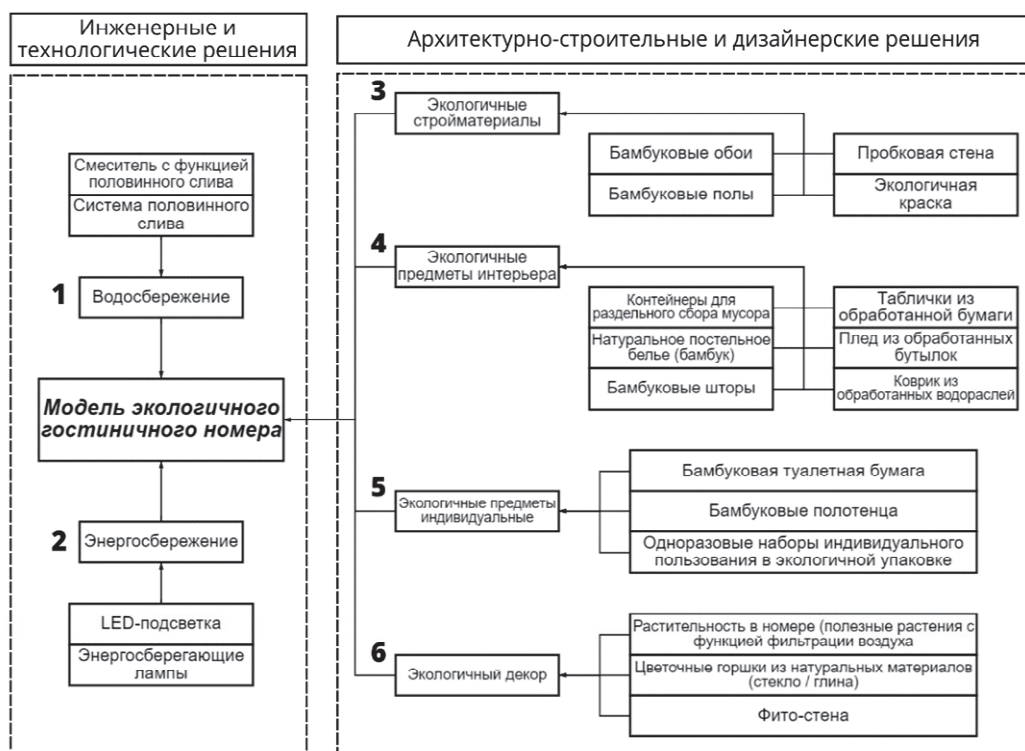 Инженерные и
технологические решения
Архитектурно-строительные и дизайнерские решения
Смеситель с функцией
половинного слива
Система половинного
слива
1
Водосбережение
Модель экологичного
гостиничного номера
2
Энергосбережение
LED-подсветка
Энергосберегающие
лампы
3
Экологичные
стройматериалы
Бамбуковые обои
Пробковая стена
Бамбуковые полы
Экологичная
краска
4
Экологичные
предметы интерьера
Контейнеры для
раздельного сбора мусора
Таблички из
обработанной бумаги
Натуральное постельное
белье (бамбук)
Плед из обработанных
бутылок
Бамбуковые шторы
Коврик из
обработанных водораслей
5
Экологичные предметы
индивидуальные
Бамбуковая туалетная бумага
Бамбуковые полотенца
Одноразовые наборы индивидуального
пользования в экологичной упаковке
6
Экологичный декор
Растительность в номере (полезные растения с
функцией фильтрации воздуха
Цветочные горшки из натуральных материалов
(стекло / глина)
Фито-стена